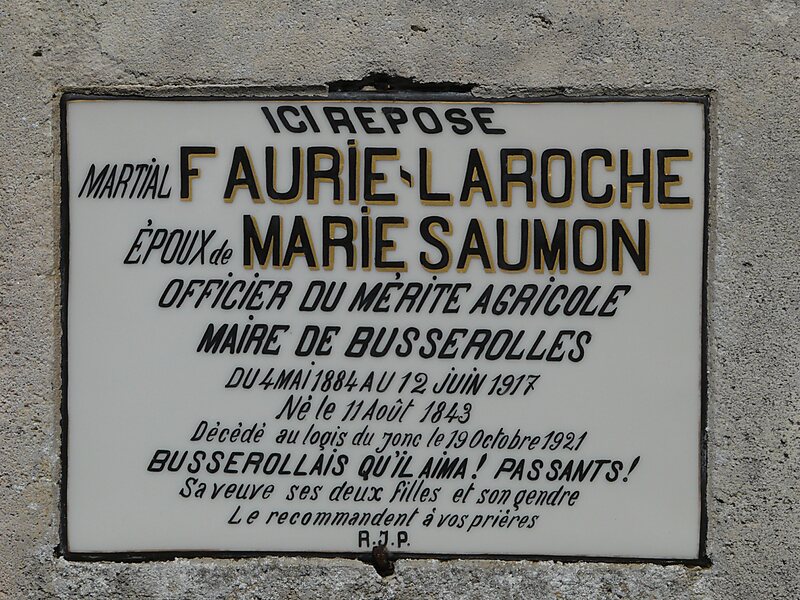 ICI REPOSE
MARTIAL FAURIE-LAROCHE
ÉPOUX de MARIE SAUMON
OFFICIER DU MÉRITE AGRICOLE
MAIRE DE BUSSEROLLES
DU 4 MAI 1884 AU 12 JUIN 1917
Né le 11 Août 1843
Décédé au logis du Jonc le 19 Octobre 1921
BUSSEROLLAIS QU'IL AIMA! PASSANTS!
Sa veuve ses deux filles et son gendre
Le recommandent à vos prières
R.J.P.